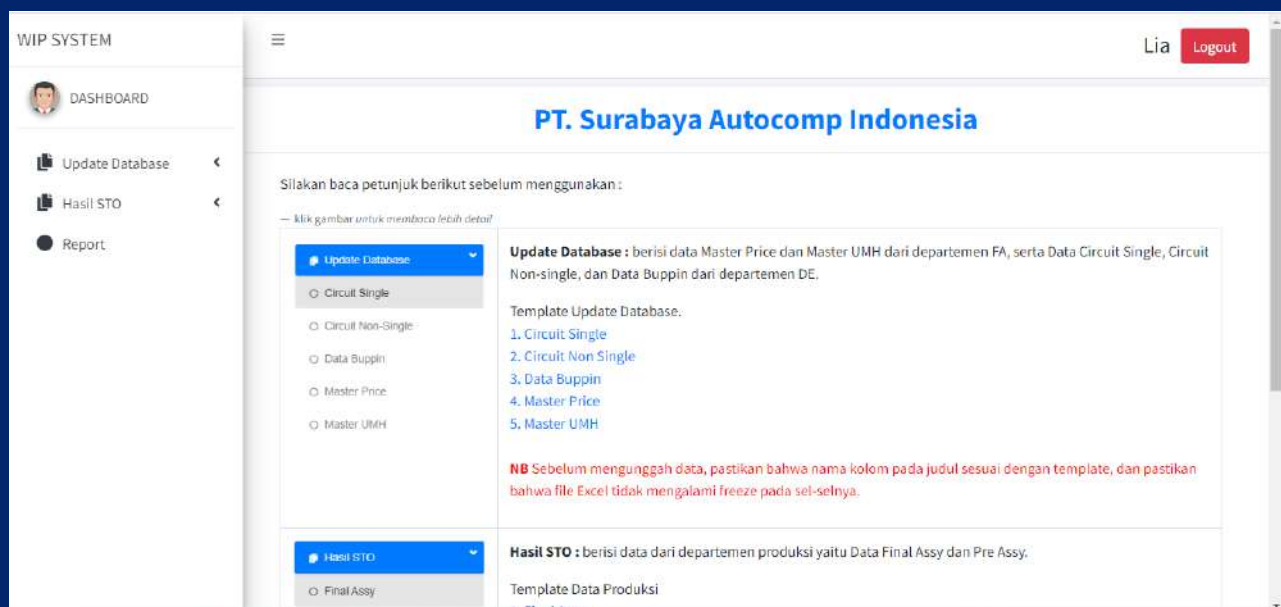 WIP SYSTEM
Lia
Logout
DASHBOARD
PT. Surabaya Autocomp Indonesia
Update Database
Hasil STO
Report
Silakan baca petunjuk berikut sebelum menggunakan :
— klik gambar untuk membaca lebih detail
Update Database
Circuit Single
Circuit Non-Single
Data Buppin
Master Price
Master UMH
Update Database : berisi data Master Price dan Master UMH dari departemen FA, serta Data Circuit Single, Circuit
Non-single, dan Data Buppin dari departemen DE.
Template Update Database.
1. Circuit Single
2. Circuit Non Single
3. Data Buppin
4. Master Price
5. Master UMH
NB Sebelum mengunggah data, pastikan bahwa nama kolom pada judul sesuai dengan template, dan pastikan
bahwa file Excel tidak mengalami freeze pada sel-selnya.
Hasil STO
Final Assy
Hasil STO : berisi data dari departemen produksi yaitu Data Final Assy dan Pre Assy.
Template Data Produksi